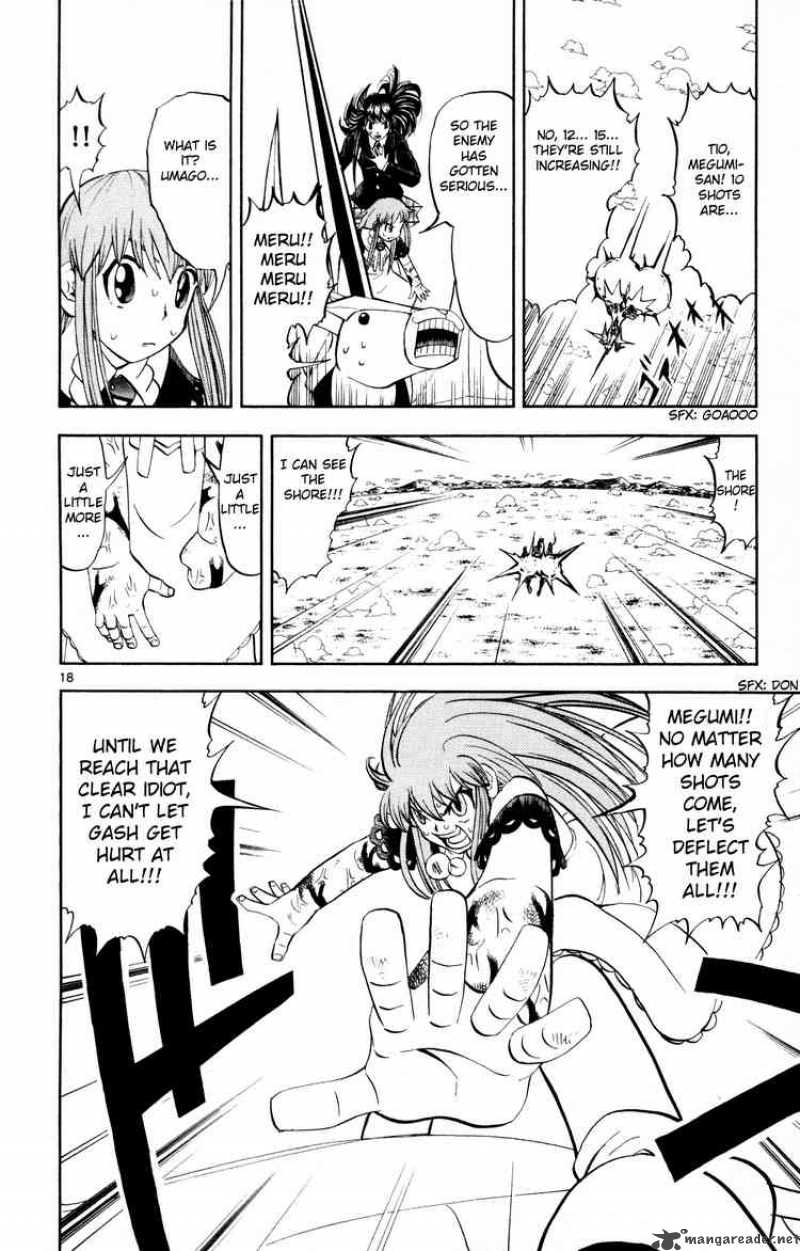 TIO,
MEGUMI-
SAN! 10
SHOTS
ARE...
NO, 12... 15...
THEY'RE STILL
INCREASING!!
SFX: GOAOOO
SO THE
ENEMY
HAS
GOTTEN
SERIOUS...
MERU!!
MERU
MERU
MERU!!
WHAT IS
IT?
UMAGO.
!!
THE
SHORE
!
I CAN SEE
THE
SHORE!!!
SFX: DON
JUST
A
LITTLE...
JUST
A
LITTLE
MORE
...
18
MEGUMI!!
NO MATTER
HOW MANY
SHOTS
COME,
LET'S
DEFLECT
THEM
ALL!!!
UNTIL WE
REACH THAT
CLEAR IDIOT,
I CAN'T LET
GASH GET
HURT AT
ALL!!!
ドン
mangareader.net